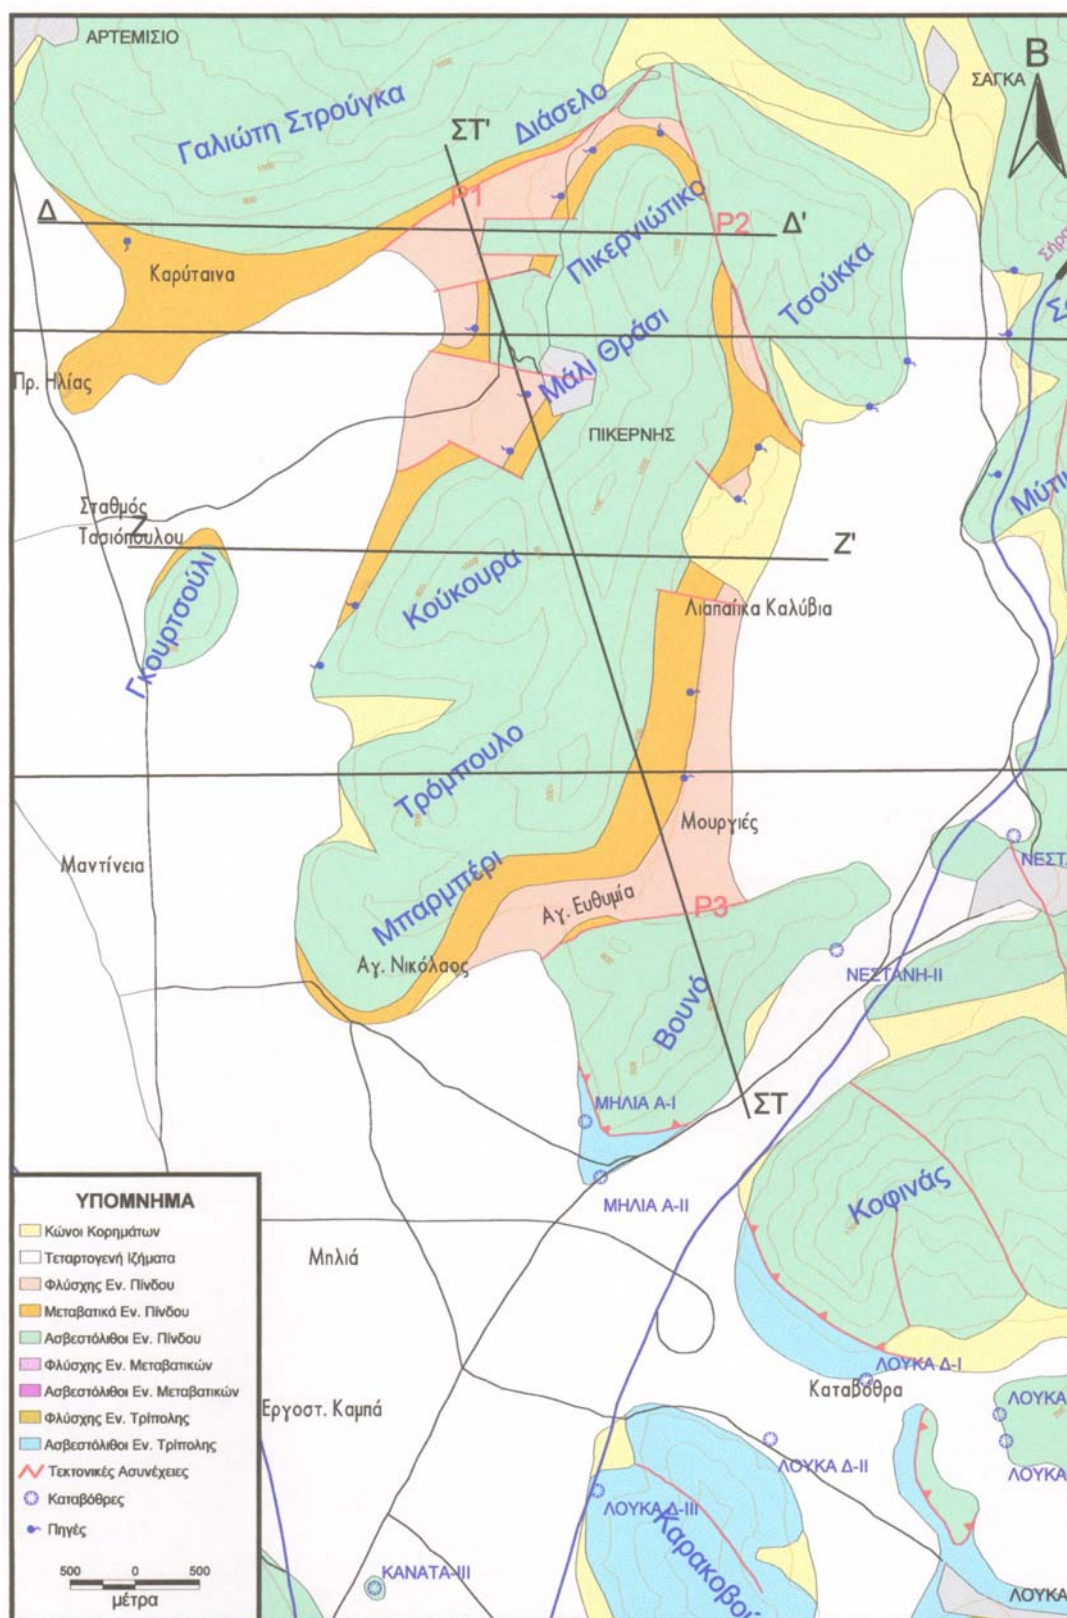 ΑΡΤΕΜΙΣΙΟ
ΣΑΓΚΑ
Β
Γαλιώτη Στρούγκα
Διάσελο
ΣΤ'
P1
P2
Δ
Δ'
Καρύταινα
Πικερνιώτικο
Τσούκκα
Μάλι Θράσι
Πρ. Ηλίας
ΠΙΚΕΡΝΗΣ
Σταθμός
Τασιόπουλου
Ζ
Ζ'
Γκουρτσούλι
Κούκουρα
Λιαπαίικα Καλύβια
Τρόμπουλο
Μουργιές
Μαντίνεια
Μπαρμπέρι
Αγ. Ευθυμία
P3
Αγ. Νικόλαος
ΝΕΣΤΑΝΗ-ΙΙ
Βουνό
ΣΤ
ΜΗΛΙΑ Α-Ι
ΜΗΛΙΑ Α-ΙΙ
Κοφινάς
Μηλιά
ΛΟΥΚΑ Δ-Ι
Καταβόθρα
ΛΟΥΚΑ
Εργοστ. Καμπά
ΛΟΥΚΑ Δ-ΙΙ
ΛΟΥΚΑ
ΛΟΥΚΑ Δ-ΙΙΙ
ΚΑΝΑΤΑ-ΙΙΙ
ΛΟΥΚΑ
ΥΠΟΜΝΗΜΑ
Κώνοι Κορημάτων
Τεταρτογενή Ιζήματα
Φλύσχης Εν. Πίνδου
Μεταβατικά Εν. Πίνδου
Ασβεστόλιθοι Εν. Πίνδου
Φλύσχης Εν. Μεταβατικών
Ασβεστόλιθοι Εν. Μεταβατικών
Φλύσχης Εν. Τρίπολης
Ασβεστόλιθοι Εν. Τρίπολης
Τεκτονικές Ασυνέχειες
Καταβόθρες
Πηγές
500 0 500
μέτρα